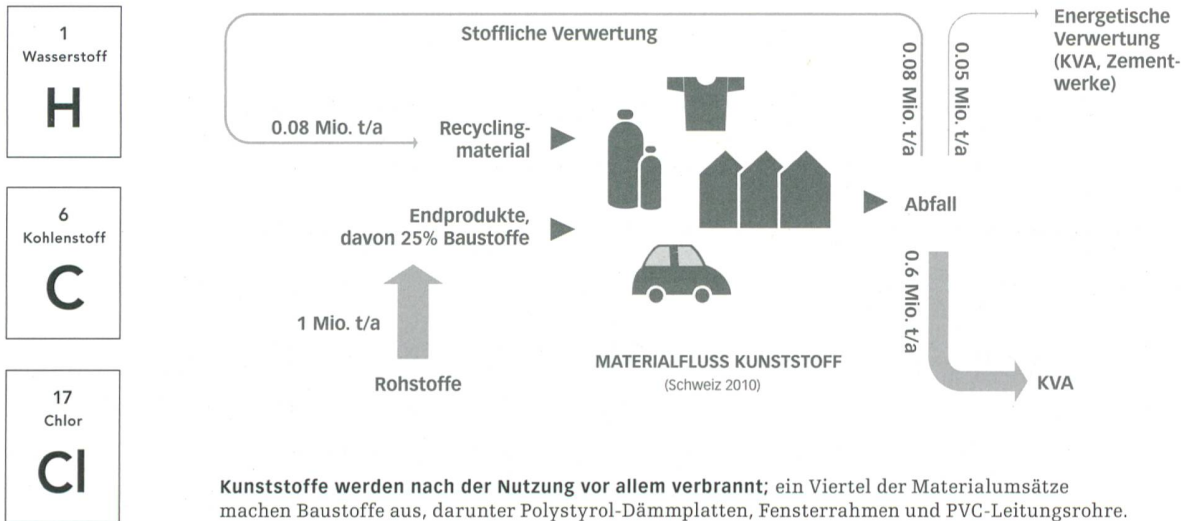 1
Wasserstoff
H
6
Kohlenstoff
C
17
Chlor
Cl
Stoffliche Verwertung
0.08 Mio. t/a
Recycling-
material
Endprodukte,
davon 25% Baustoffe
1 Mio. t/a
Rohstoffe
0.08 Mio. t/a
0.05 Mio. t/a
Energetische
Verwertung
(KVA, Zement-
werke)
Abfall
0.6 Mio. t/a
KVA
MATERIALFLUSS KUNSTSTOFF
(Schweiz 2010)
Kunststoffe werden nach der Nutzung vor allem verbrannt; ein Viertel der Materialumsätze
machen Baustoffe aus, darunter Polystyrol-Dämmplatten, Fensterrahmen und PVC-Leitungsrohre.